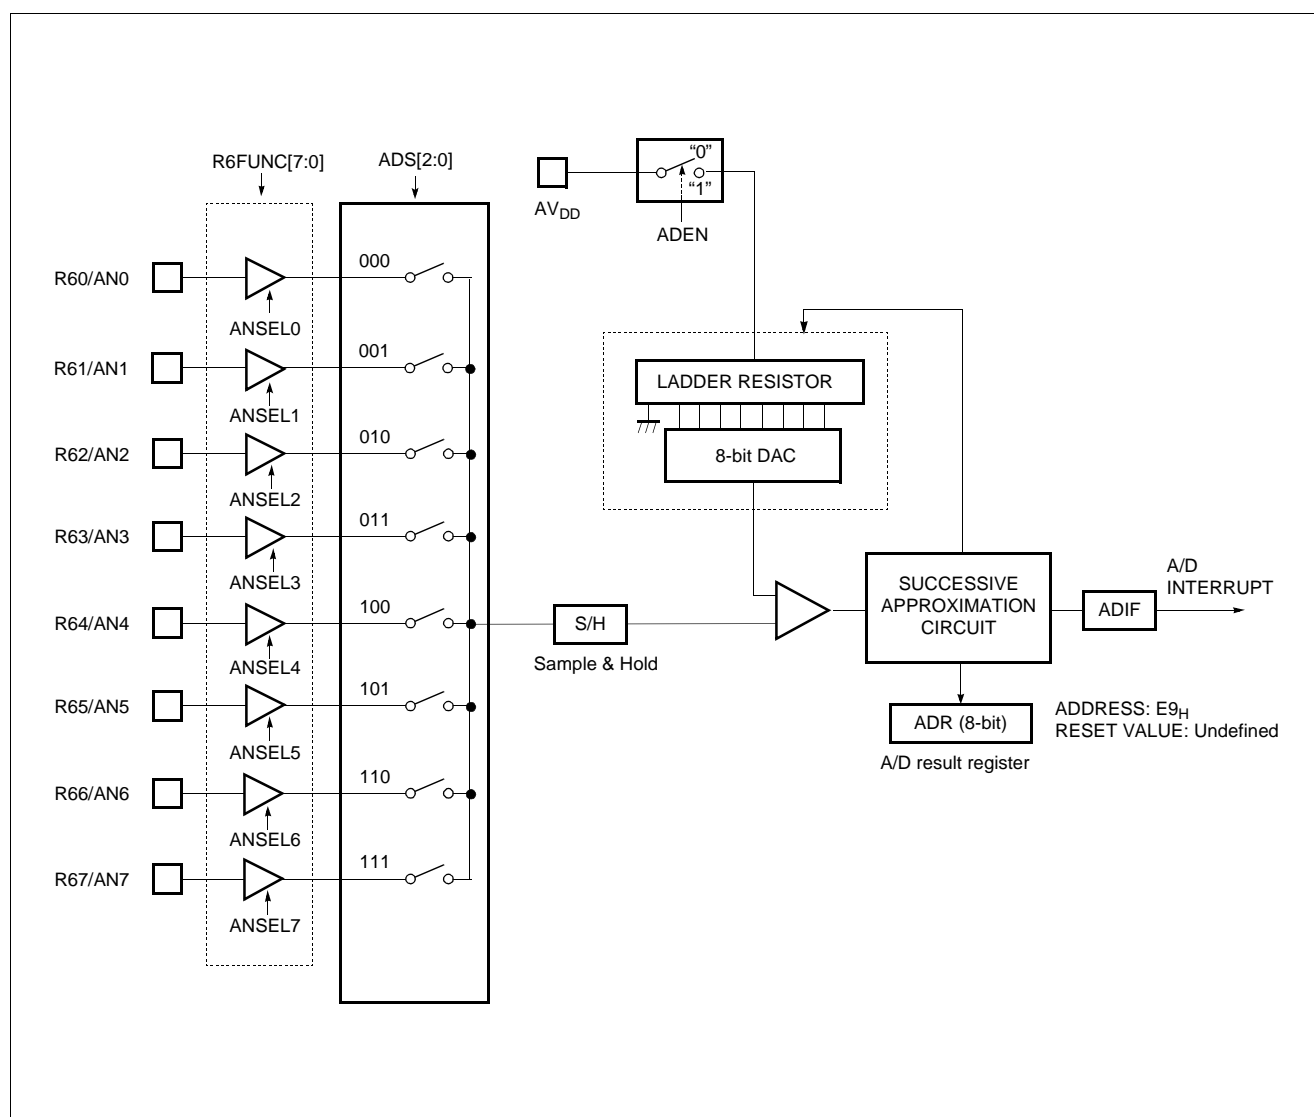 R6FUNC[7:0]
ADS[2:0]
“0”
“1”
AVDD
ADEN
R60/AN0
ANSEL0
000
R61/AN1
ANSEL1
001
R62/AN2
ANSEL2
010
R63/AN3
ANSEL3
011
R64/AN4
ANSEL4
100
R65/AN5
ANSEL5
101
R66/AN6
ANSEL6
110
R67/AN7
ANSEL7
111
LADDER RESISTOR
8-bit DAC
S/H
Sample & Hold
SUCCESSIVE
APPROXIMATION
CIRCUIT
ADIF
A/D
INTERRUPT
ADR (8-bit)
A/D result register
ADDRESS: E9H
RESET VALUE: Undefined